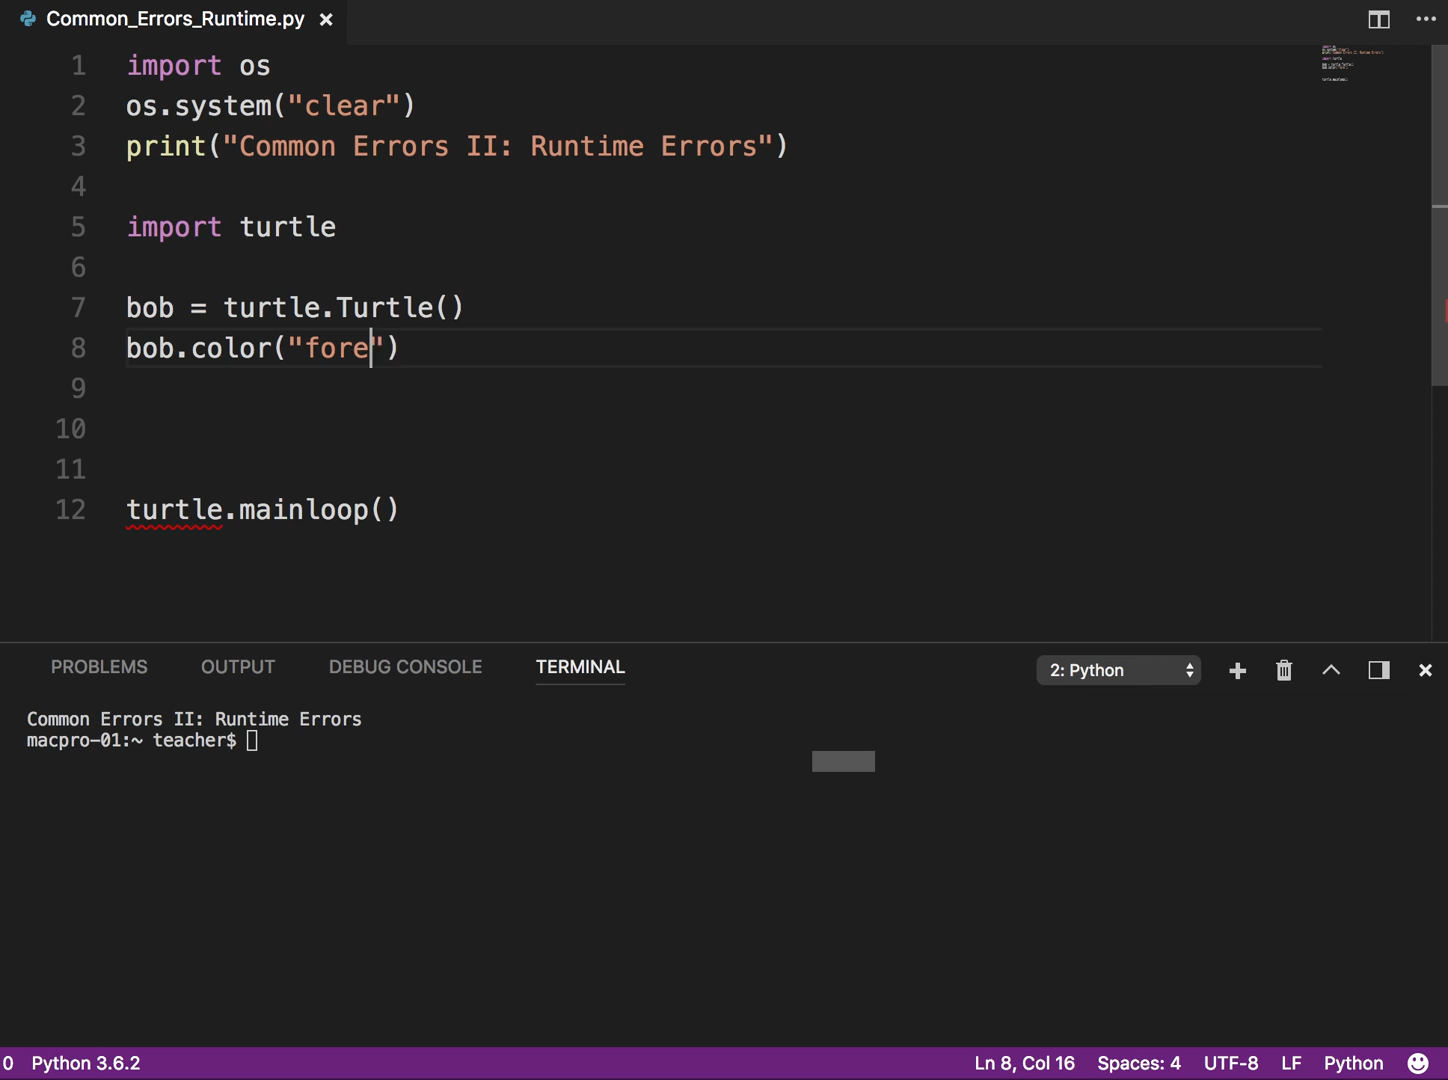 Common_Errors_Runtime.py ×
1 import os
2 os.system("clear")
3 print("Common Errors II: Runtime Errors")
4
5 import turtle
6
7 bob = turtle.Turtle()
8 bob.color("fore")
9
10
11
12 turtle.mainloop()
PROBLEMS OUTPUT DEBUG CONSOLE TERMINAL 2: Python
Common Errors II: Runtime Errors
macpro-01:~ teacher$
0 Python 3.6.2 Ln 8, Col 16 Spaces: 4 UTF-8 LF Python